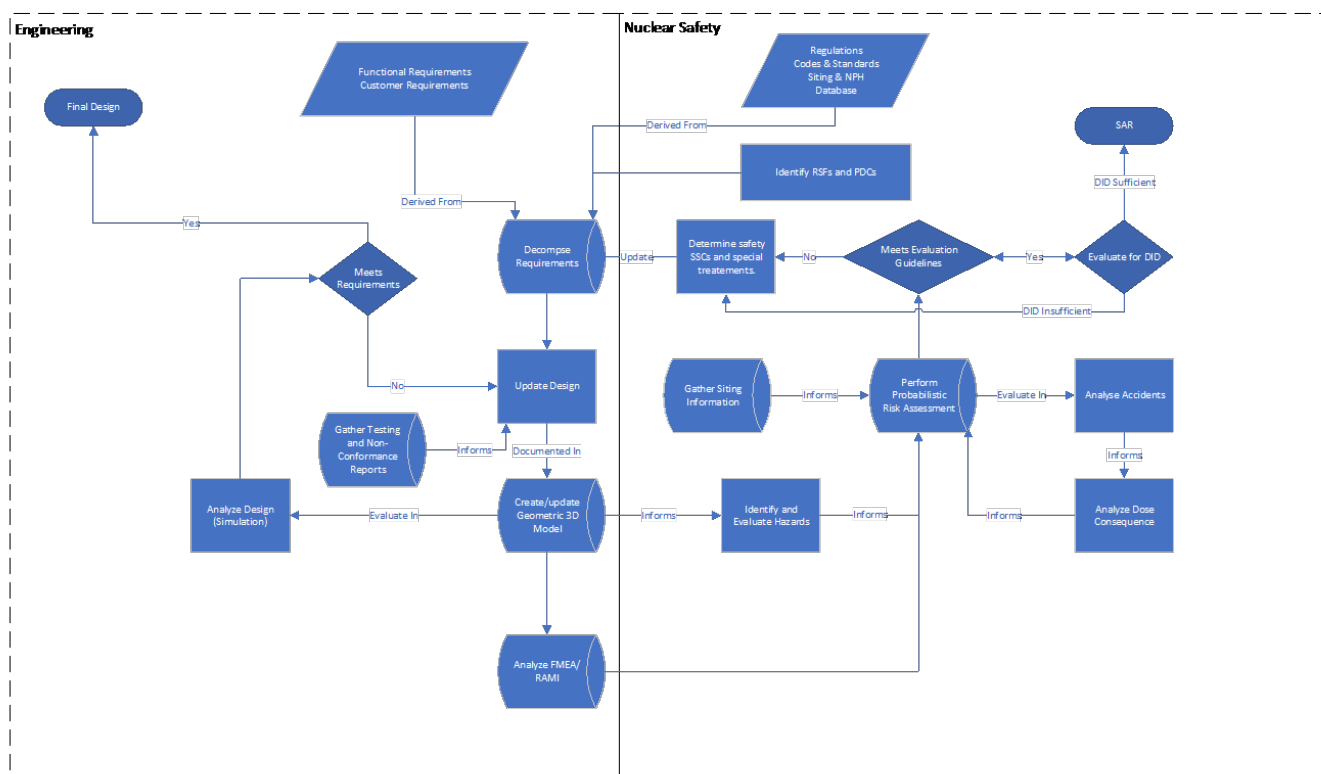 Engineering
Nuclear Safety
Functional Requirements
Customer Requirements
Regulations
Codes & Standards
Siting & NPH
Database
Final Design
SAR
Derived From
Identify RSFs and PDCs
DID Sufficient
Derived From
Yes
Decompse
Requirements
Update
Determine safety
SSCs and special
treatements.
No
Meets Evaluation
Guidelines
Yes
Evaluate for DID
Meets
Requirements
DID Insufficient
No
Update Design
Gather Siting
Information
Informs
Perform
Probabilistic
Risk Assessment
Evaluate In
Analyse Accidents
Gather Testing
and Non-
Conformance
Reports
Informs
Documented In
Informs
Analyze Design
(Simulation)
Evaluate In
Create/update
Geometric 3D
Model
Informs
Identify and
Evaluate Hazards
Informs
Informs
Analyze Dose
Consequence
Analyze FMEA/
RAMI